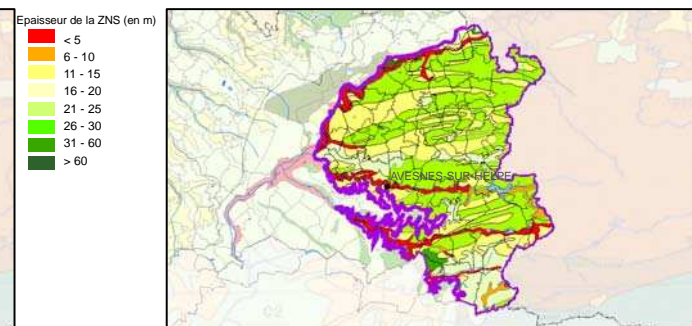 Epaisseur de la ZNS (en m)
< 5
6 - 10
11 - 15
16 - 20
21 - 25
26 - 30
31 - 60
> 60
AVESNES-SUR-HELPE
C-2